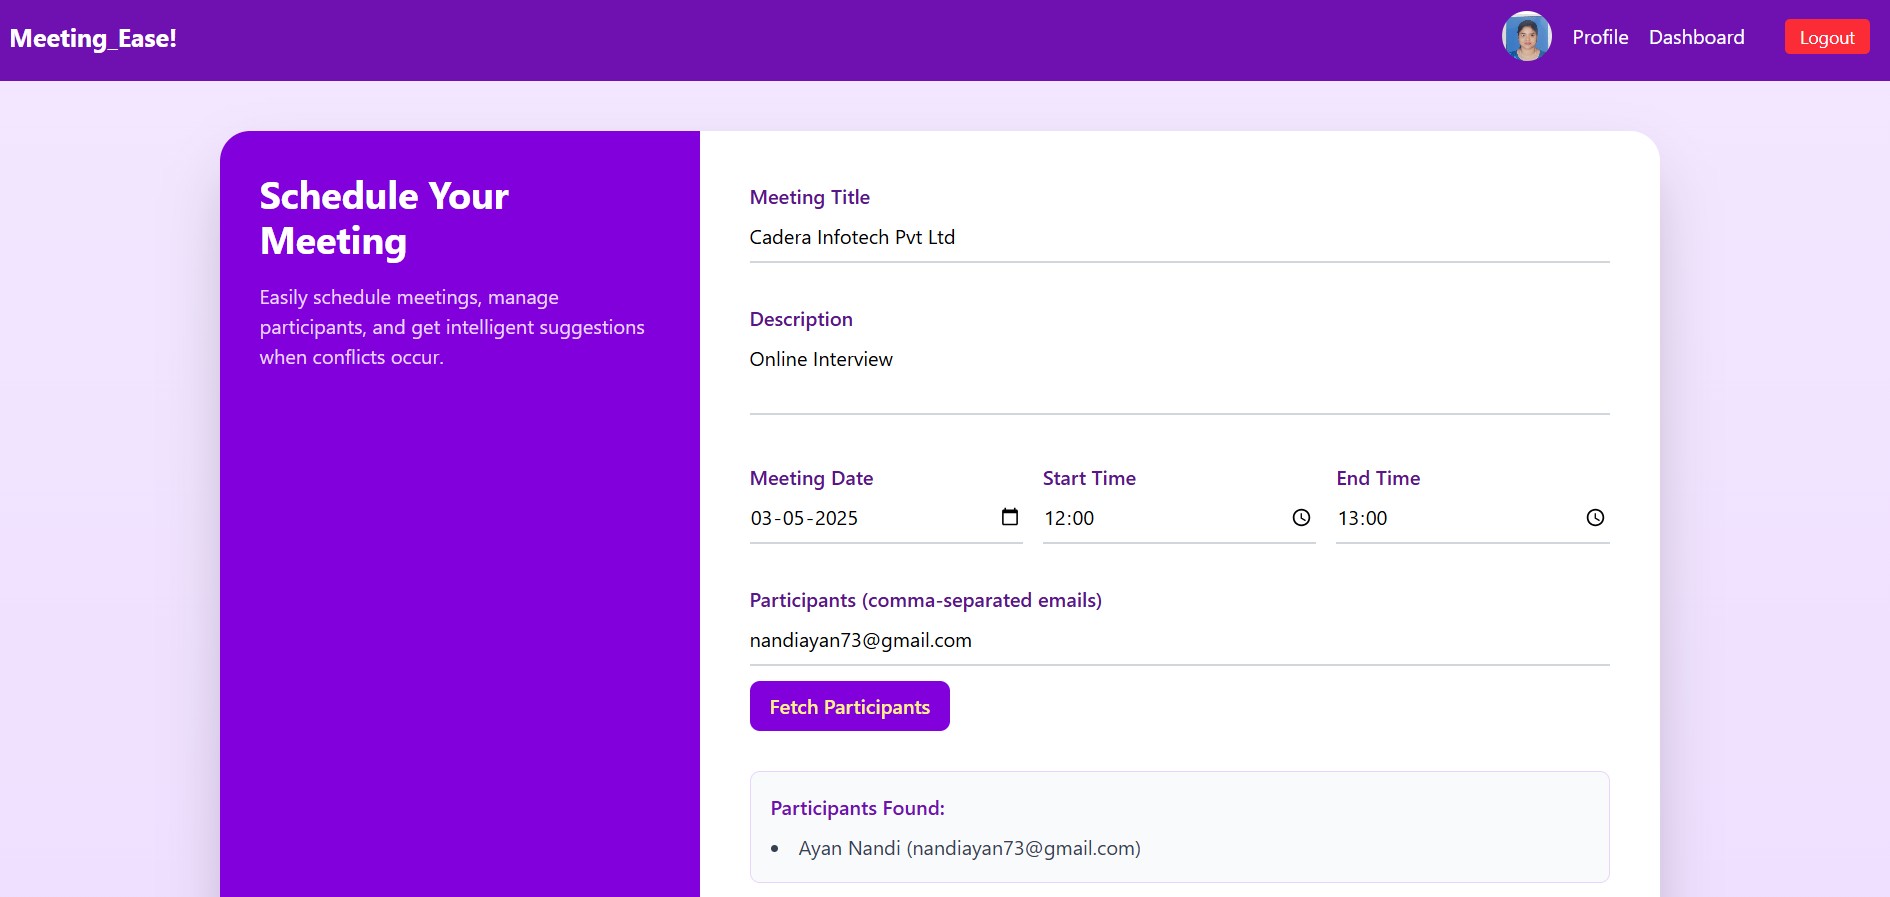 Meeting_Ease!
Profile
Dashboard
Logout
Schedule Your
Meeting
Easily schedule meetings, manage
participants, and get intelligent suggestions
when conflicts occur.
Meeting Title
Cadera Infotech Pvt Ltd
Description
Online Interview
Meeting Date
03-05-2025
Start Time
12:00
End Time
13:00
Participants (comma-separated emails)
nandiayan73@gmail.com
Fetch Participants
Participants Found:
• Ayan Nandi (nandiayan73@gmail.com)